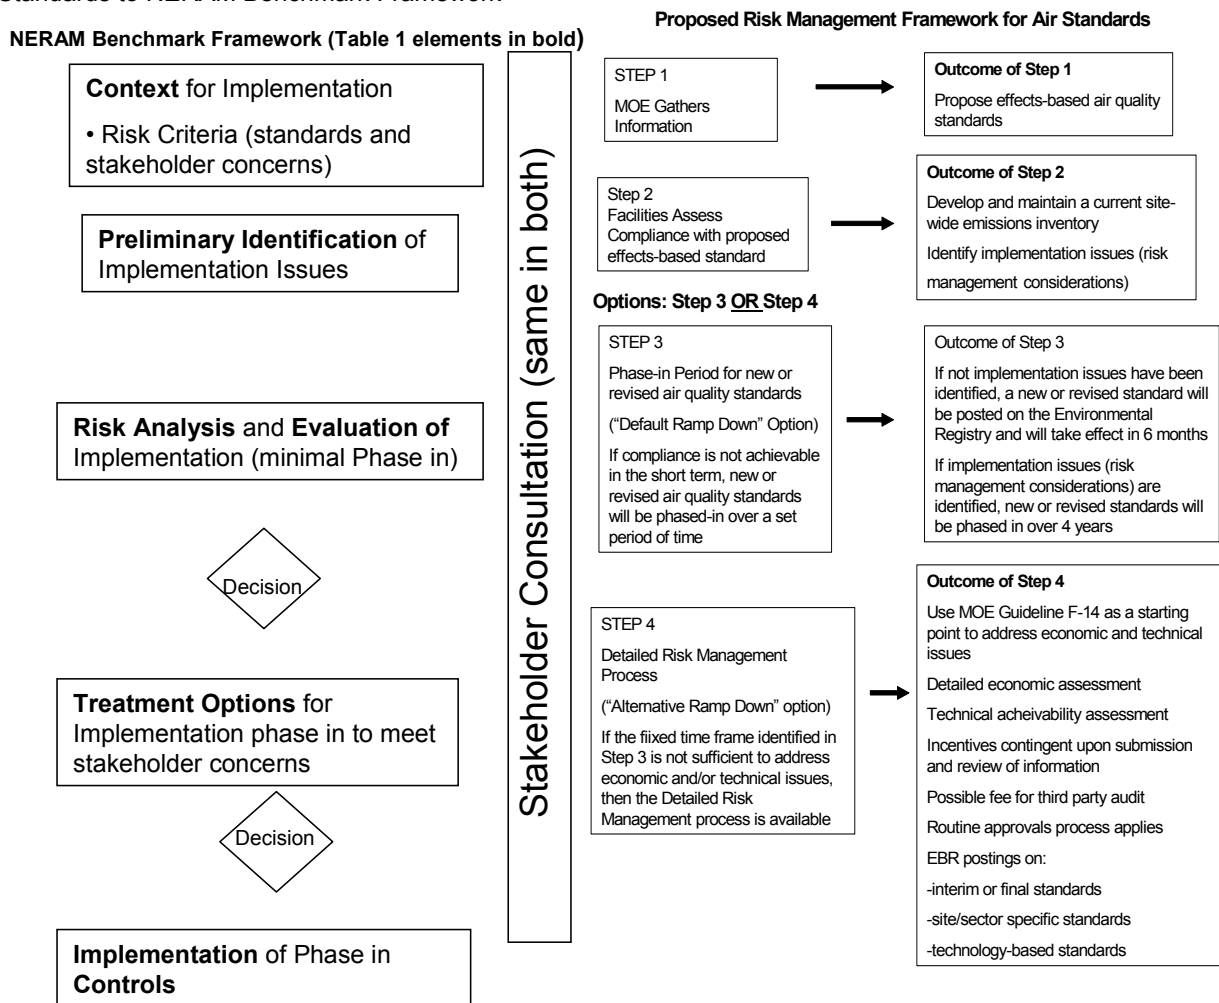 Standards to NERAM Benchmark Framework
NERAM Benchmark Framework (Table 1 elements in bold)
Context for Implementation
• Risk Criteria (standards and
stakeholder concerns)
Preliminary Identification of
Implementation Issues
Risk Analysis and Evaluation of
Implementation (minimal Phase in)
Decision
Treatment Options for
Implementation phase in to meet
stakeholder concerns
Decision
Implementation of Phase in
Controls
Stakeholder Consultation (same in both)
Proposed Risk Management Framework for Air Standards
STEP 1
MOE Gathers
Information
Outcome of Step 1
Propose effects-based air quality
standards
Step 2
Facilities Assess
Compliance with proposed
effects-based standard
Outcome of Step 2
Develop and maintain a current site-
wide emissions inventory
Identify implementation issues (risk
management considerations)
Options: Step 3 OR Step 4
STEP 3
Phase-in Period for new or
revised air quality standards
("Default Ramp Down" Option)
If compliance is not achievable
in the short term, new or
revised air quality standards
will be phased-in over a set
period of time
Outcome of Step 3
If not implementation issues have been
identified, a new or revised standard will
be posted on the Environmental
Registry and will take effect in 6 months
If implementation issues (risk
management considerations) are
identified, new or revised standards will
be phased in over 4 years
STEP 4
Detailed Risk Management
Process
("Alternative Ramp Down" option)
If the fiixed time frame identified in
Step 3 is not sufficient to address
economic and/or technical issues,
then the Detailed Risk
Management process is available
Outcome of Step 4
Use MOE Guideline F-14 as a starting
point to address economic and technical
issues
Detailed economic assessment
Technical acheivability assessment
Incentives contingent upon submission
and review of information
Possible fee for third party audit
Routine approvals process applies
EBR postings on:
-interim or final standards
-site/sector specific standards
-technology-based standards